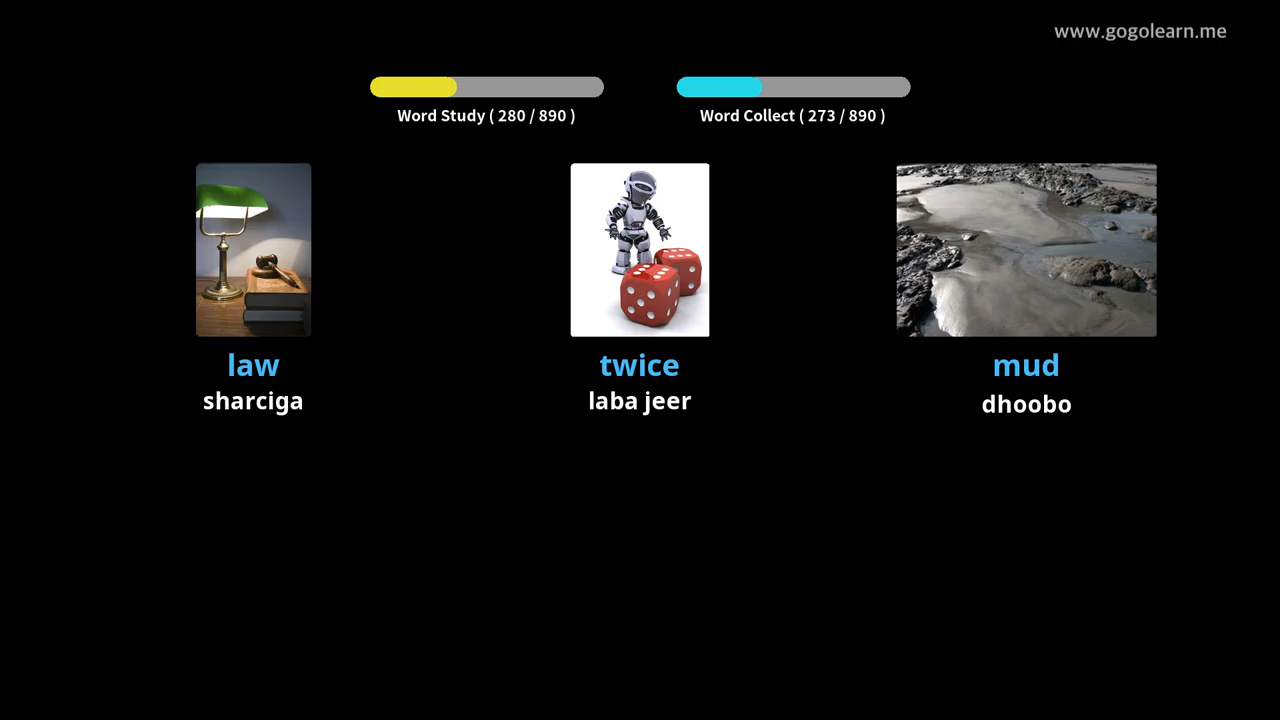 www.gogolearn.me
Word Study ( 280 / 890 )
Word Collect ( 273 / 890 )
law
sharciga
twice
laba jeer
mud
dhoobo